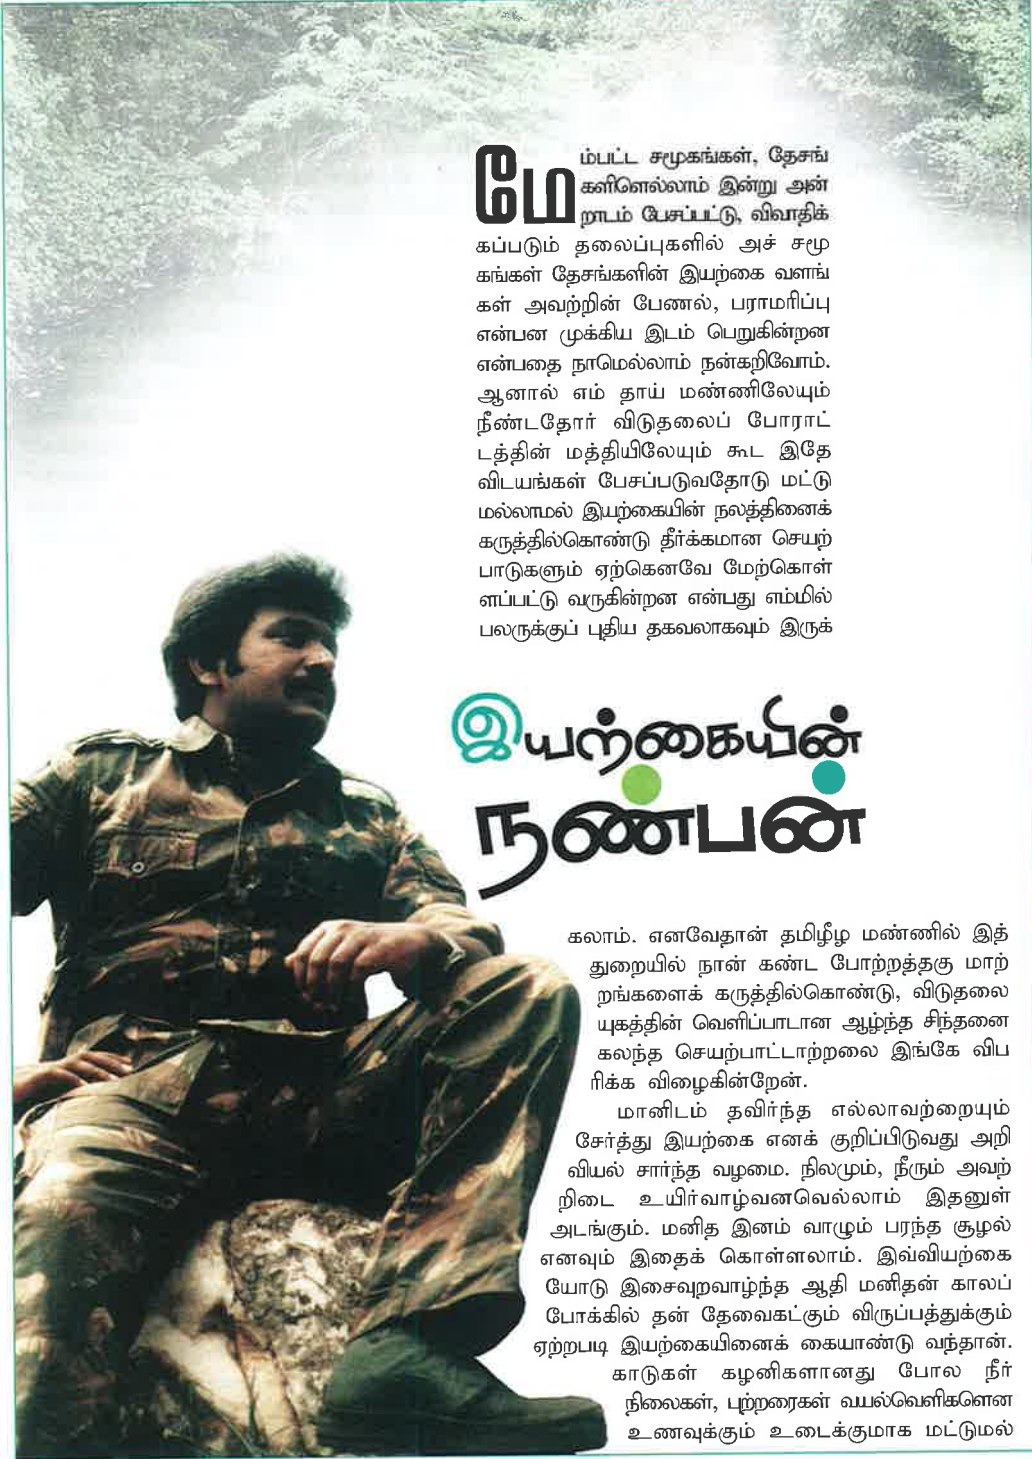 மேம்பட்ட சமூகங்கள், தேசங்
களிளெல்லாம் இன்று அன்
றாடம் பேசப்பட்டு, விவாதிக்
கப்படும் தலைப்புகளில் அச் சமூ
கங்கள் தேசங்களின் இயற்கை வளங்
கள் அவற்றின் பேணல், பராமரிப்பு
என்பன முக்கிய இடம் பெறுகின்றன
என்பதை நாமெல்லாம் நன்கறிவோம்.
ஆனால் எம் தாய் மண்ணிலேயும்
நீண்டதோர் விடுதலைப் போராட்
டத்தின் மத்தியிலேயும் கூட இதே
விடயங்கள் பேசப்படுவதோடு மட்டு
மல்லாமல் இயற்கையின் நலத்தினைக்
கருத்தில்கொண்டு தீர்க்கமான செயற்
பாடுகளும் ஏற்கெனவே மேற்கொள்
ளப்பட்டு வருகின்றன என்பது எம்மில்
பலருக்குப் புதிய தகவலாகவும் இருக்
இயற்கையின்
நண்பன்
கலாம். எனவேதான் தமிழீழ மண்ணில் இத்
துறையில் நான் கண்ட போற்றத்தகு மாற்
றங்களைக் கருத்தில்கொண்டு, விடுதலை
யுகத்தின் வெளிப்பாடான ஆழ்ந்த சிந்தனை
கலந்த செயற்பாட்டாற்றலை இங்கே விப
ரிக்க விழைகின்றேன்.
மானிடம் தவிர்ந்த எல்லாவற்றையும்
சேர்த்து இயற்கை எனக் குறிப்பிடுவது அறி
வியல் சார்ந்த வழமை. நிலமும், நீரும் அவற்
றிடை உயிர்வாழ்வனவெல்லாம் இதனுள்
அடங்கும். மனித இனம் வாழும் பரந்த சூழல்
எனவும் இதைக் கொள்ளலாம். இவ்வியற்கை
யோடு இசைவுறவாழ்ந்த ஆதி மனிதன் காலப்
போக்கில் தன் தேவைகட்கும் விருப்பத்துக்கும்
ஏற்றபடி இயற்கையினைக் கையாண்டு வந்தான்.
காடுகள் கழனிகளானது போல நீர்
நிலைகள், புற்றரைகள் வயல்வெளிகளென
உணவுக்கும் உடைக்குமாக மட்டுமல்